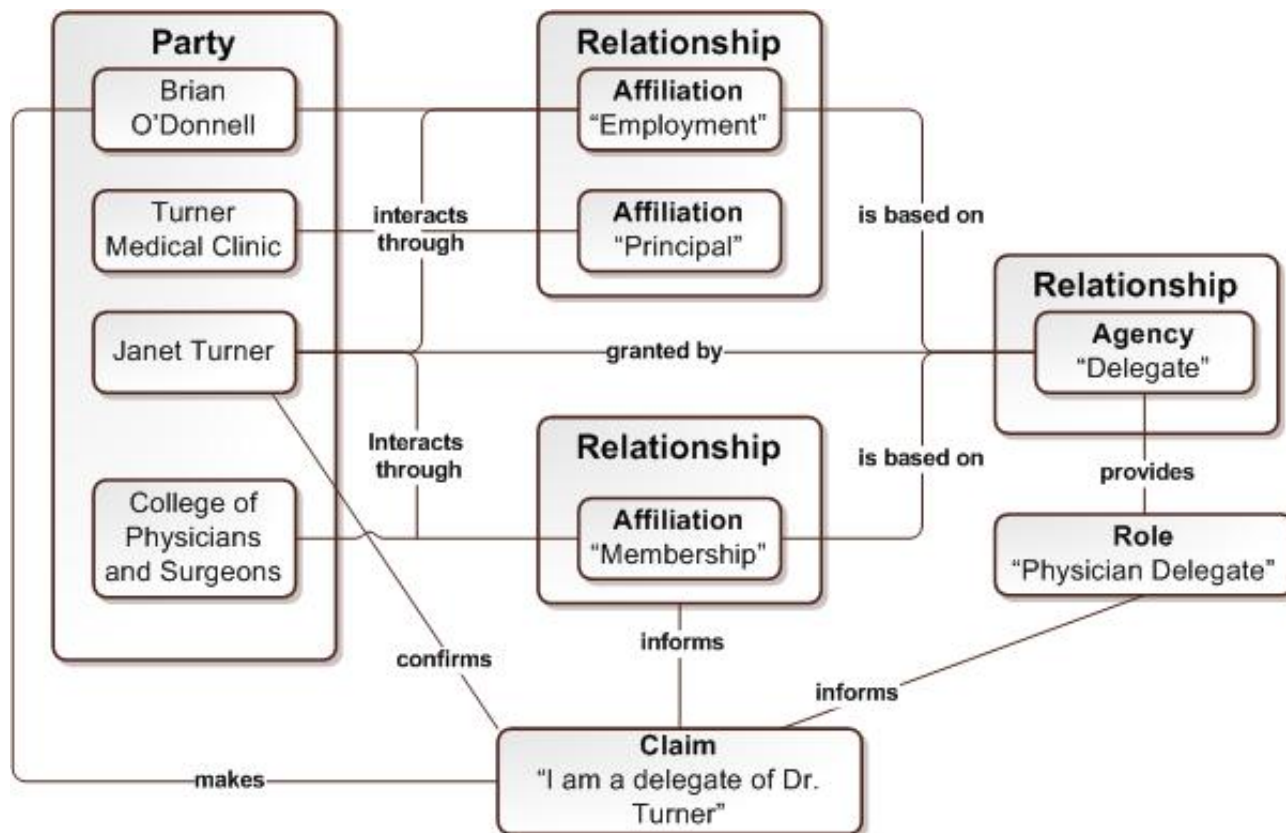 Party
Brian
O'Donnell
Turner
Medical Clinic
Janet Turner
College of
Physicians
and Surgeons
interacts
through
Interacts
through
Relationship
Affiliation
“Employment”
Affiliation
“Principal”
granted by
Relationship
Affiliation
“Membership”
is based on
is based on
Relationship
Agency
“Delegate”
provides
Role
“Physician Delegate”
confirms
informs
informs
makes
Claim
“I am a delegate of Dr.
Turner”